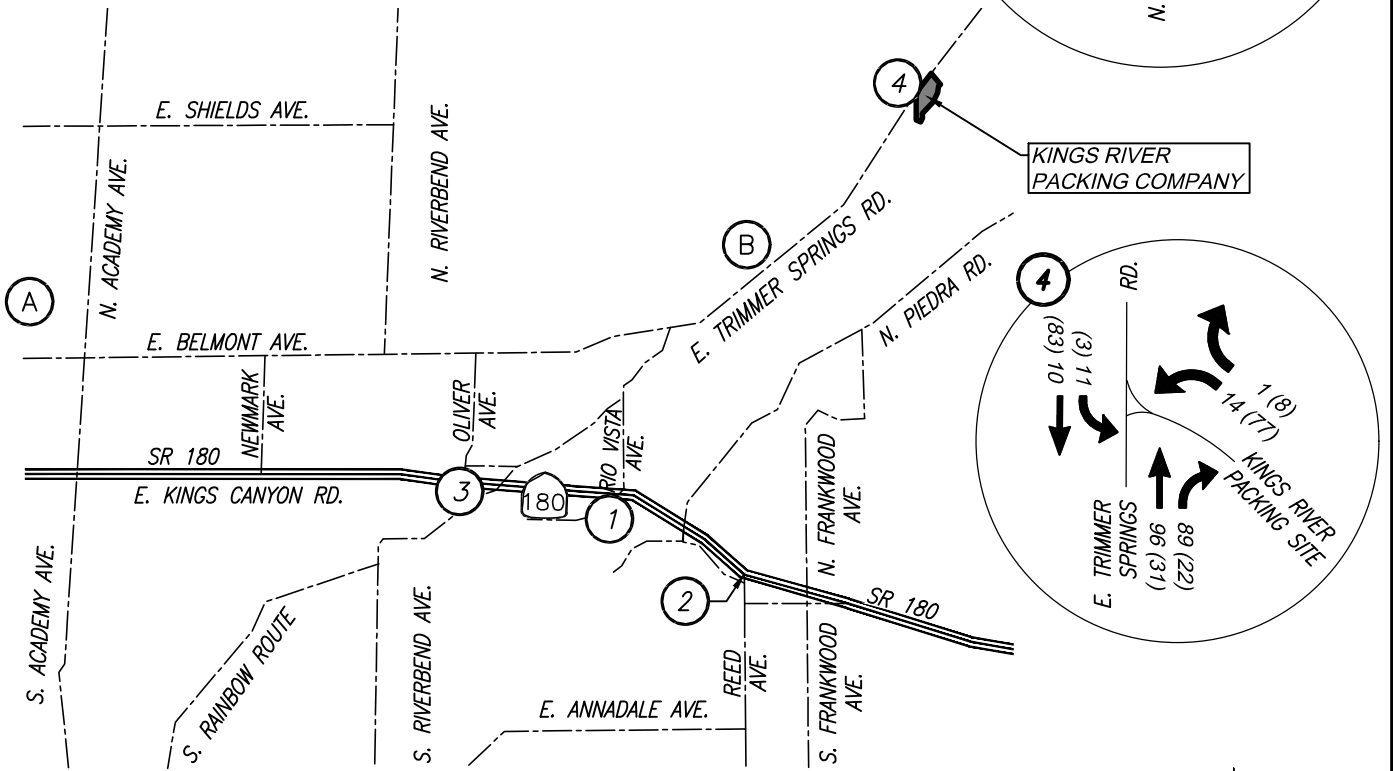 N.
E. SHIELDS AVE.
N. ACADEMY AVE.
N. RIVERBEND AVE.
4
KINGS RIVER
PACKING COMPANY
A
B
E. TRIMMER SPRINGS RD.
N. PIEDRA RD.
E. BELMONT AVE.
NEWMARK
AVE.
OLIVER
AVE.
RIO VISTA
AVE.
SR 180
E. KINGS CANYON RD.
3
180
1
2
N. FRANKWOOD
AVE.
SR 180
S. ACADEMY AVE.
S. RAINBOW ROUTE
S. RIVERBEND AVE.
E. ANNADALE AVE.
REED
AVE.
S. FRANKWOOD
AVE.
4
RD.
(3) 11
(83) 10
1 (8)
14 (77)
KINGS RIVER
PACKING SITE
E. TRIMMER
SPRINGS
96 (31)
89 (22)